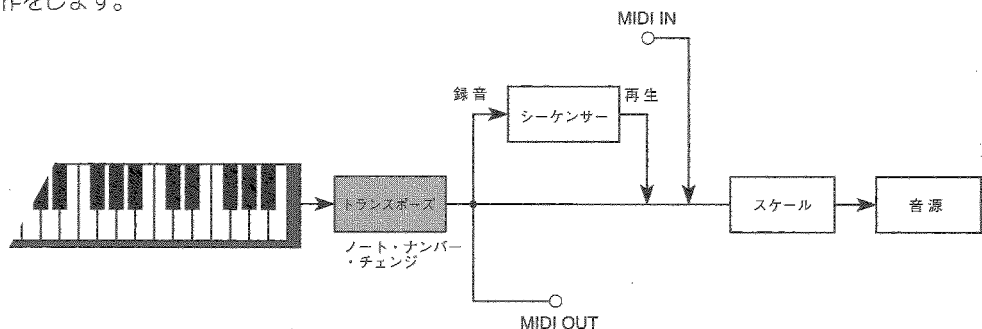 作をします。
MIDI IN
録音
シーケンサー
再生
トランスポーズ
スケール
音源
ノート・ナンバー
・チェンジ
MIDI OUT